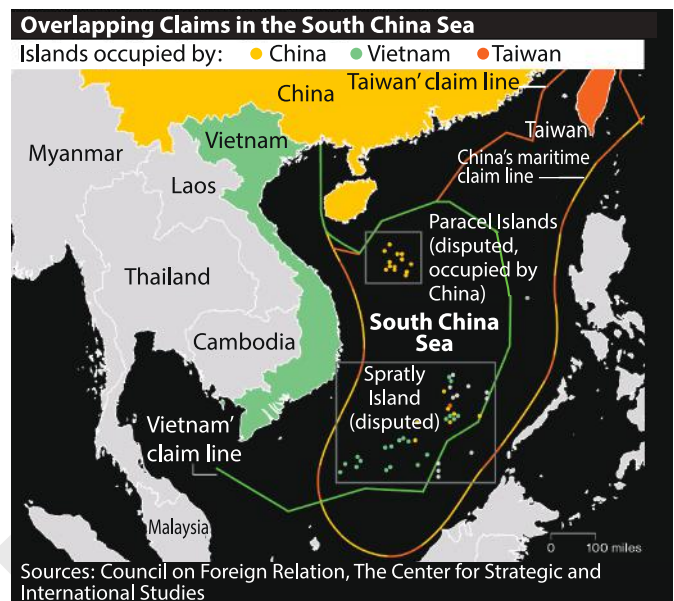 Overlapping Claims in the South China Sea
Islands occupied by: China Vietnam Taiwan
Taiwan’ claim line
China
Taiwan
Vietnam
Myanmar
China’s maritime
claim line
Laos
Paracel Islands
(disputed,
occupied by
China)
Thailand
South China
Sea
Cambodia
Spratly
Island
(disputed)
Vietnam’
claim line
Malaysia
0 100 miles
Sources: Council on Foreign Relation, The Center for Strategic and
International Studies